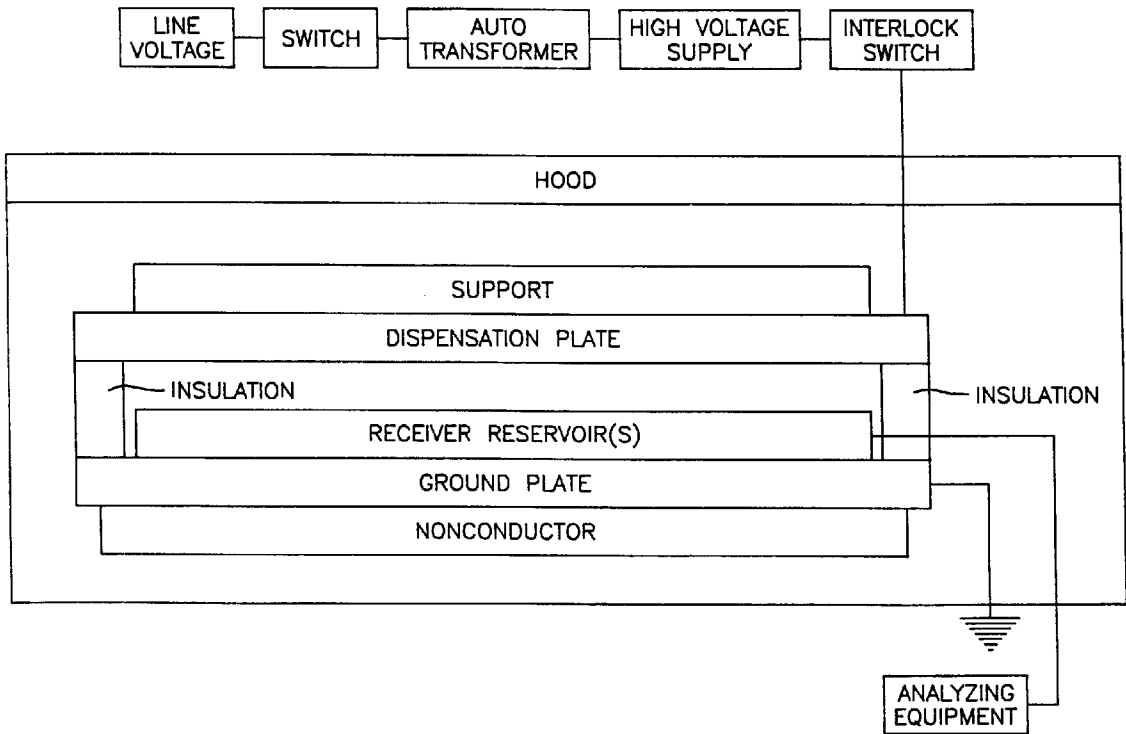 LINE
VOLTAGE
SWITCH
AUTO
TRANSFORMER
HIGH VOLTAGE
SUPPLY
INTERLOCK
SWITCH
HOOD
SUPPORT
DISPENSATION PLATE
INSULATION
INSULATION
RECEIVER RESERVOIR(S)
GROUND PLATE
NONCONDUCTOR
ANALYZING
EQUIPMENT